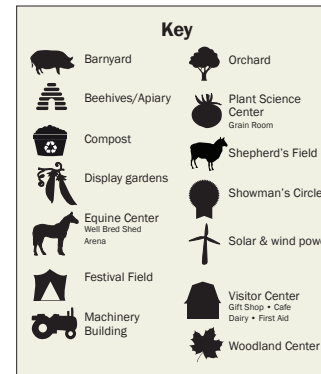 Key
Barnyard
Beehives/Apiary
Compost
Display gardens
Equine Center
Well Bred Shed
Arena
Festival Field
Machinery
Building
Orchard
Plant Science
Center
Grain Room
Shepherd's Field
Showman's Circle
Solar & wind pow
Visitor Center
Gift Shop • Cafe
Dairy • First Aid
Woodland Center